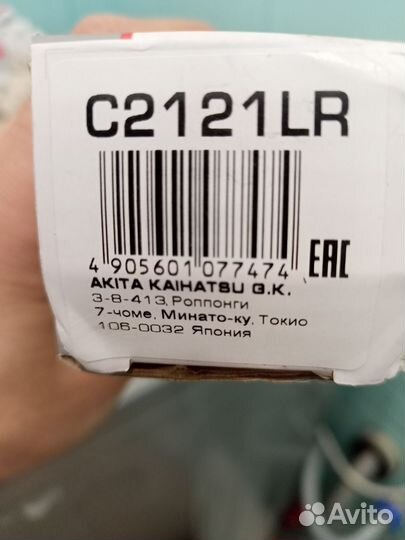 C2121LR
4 905601 077474
EAC
AKITA KAIHATSU G.K.
3-8-413, Роппонги
7-чоме, Минато-ку, Токио
106-0032 Япония
Avito